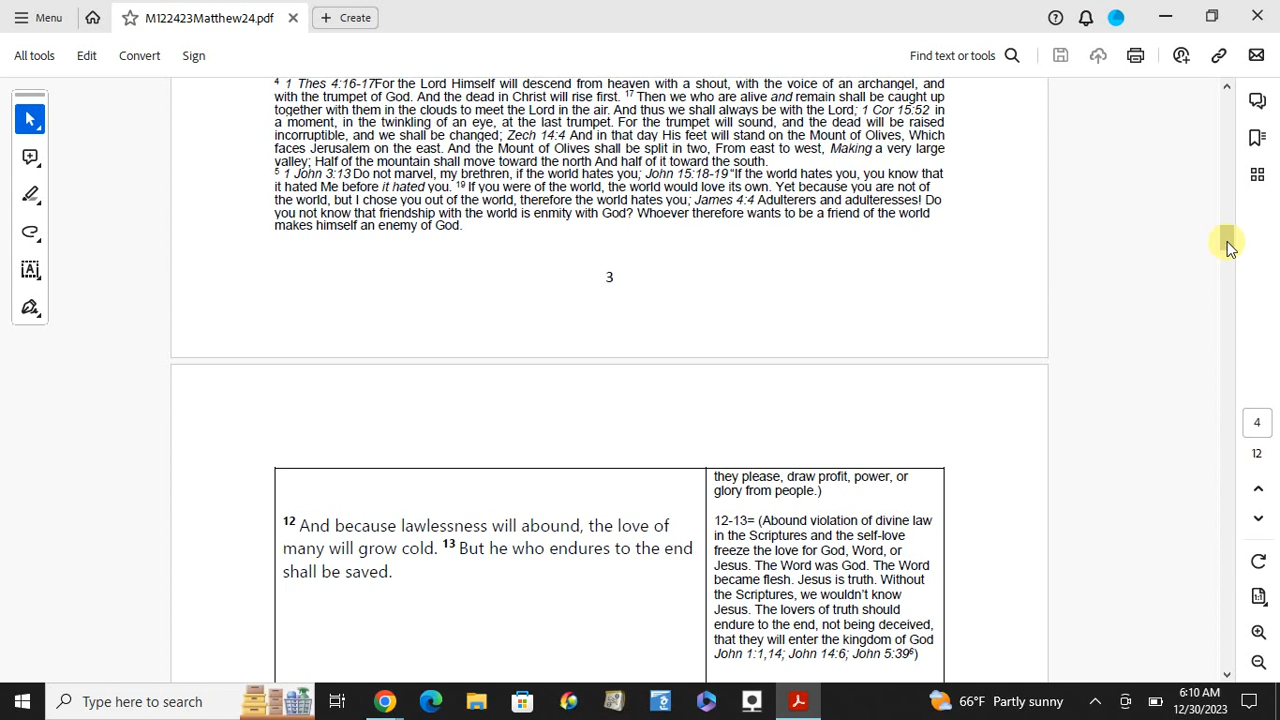 Menu
M122423Matthew24.pdf
Create
All tools
Edit
Convert
Sign
Find text or tools
4 1 Thes 4:16-17For the Lord Himself will descend from heaven with a shout, with the voice of an archangel, and
with the trumpet of God. And the dead in Christ will rise first. 17 Then we who are alive and remain shall be caught up
together with them in the clouds to meet the Lord in the air. And thus we shall always be with the Lord; 1 Cor 15:52 in
a moment, in the twinkling of an eye, at the last trumpet. For the trumpet will sound, and the dead will be raised
incorruptible, and we shall be changed; Zech 14:4 And in that day His feet will stand on the Mount of Olives, Which
faces Jerusalem on the east. And the Mount of Olives shall be split in two, From east to west, Making a very large
valley; Half of the mountain shall move toward the north And half of it toward the south.
5 1 John 3:13 Do not marvel, my brethren, if the world hates you; John 15:18-19 "If the world hates you, you know that
it hated Me before it hated you. 19 If you were of the world, the world would love its own. Yet because you are not of
the world, but I chose you out of the world, therefore the world hates you; James 4:4 Adulterers and adulteresses! Do
you not know that friendship with the world is enmity with God? Whoever therefore wants to be a friend of the world
makes himself an enemy of God.
3
12 And because lawlessness will abound, the love of
many will grow cold. 13 But he who endures to the end
shall be saved.
they please, draw profit, power, or
glory from people.)
12-13= (Abound violation of divine law
in the Scriptures and the self-love
freeze the love for God, Word, or
Jesus. The Word was God. The Word
became flesh. Jesus is truth. Without
the Scriptures, we wouldn't know
Jesus. The lovers of truth should
endure to the end, not being deceived,
that they will enter the kingdom of God
John 1:1,14; John 14:6; John 5:39⁶)
4
12
Type here to search
66°F Partly sunny
6:10 AM
12/30/2023